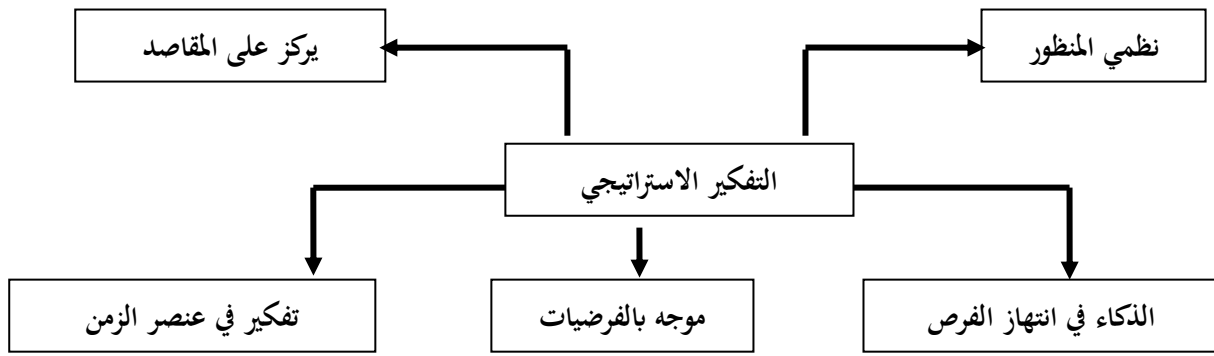 نظمي المنظور
يركز على المقاصد
التفكير الاستراتيجي
الذكاء في انتهاز الفرص
موجه بالفرضيات
تفكير في عنصر الزمن